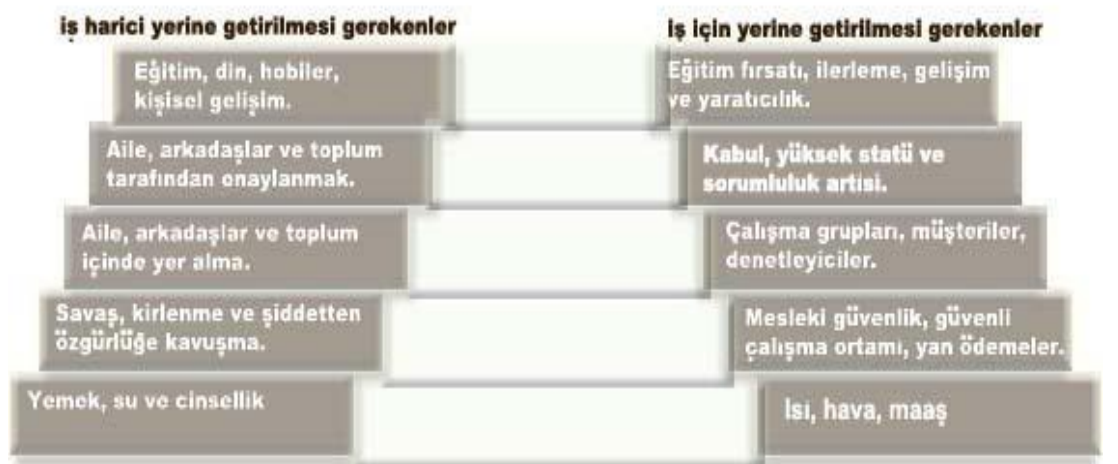 iş harici yerine getirilmesi gerekenler
iş için yerine getirilmesi gerekenler
Eğitim, din, hobiler,
kişisel gelişim.
Eğitim fırsatı, ilerleme, gelişim
ve yaratıcılık.
Aile, arkadaşlar ve toplum
tarafından onaylanmak.
Kabul, yüksek statü ve
sorumluluk artisi.
Aile, arkadaşlar ve toplum
içinde yer alma.
Çalışma grupları, müşteriler,
denetleyiciler.
Savaş, kirlenme ve şiddetten
özgürlüğe kavuşma.
Mesleki güvenlik, güvenli
çalışma ortamı, yan ödemeler.
Yemek, su ve cinsellik
Isı, hava, maaş